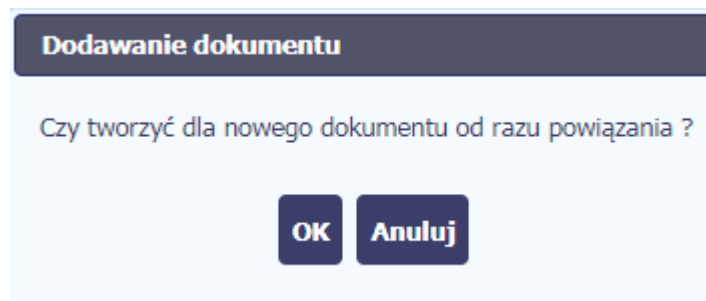 Dodawanie dokumentu
Czy tworzyć dla nowego dokumentu od razu powiązania ?
OK Anuluj